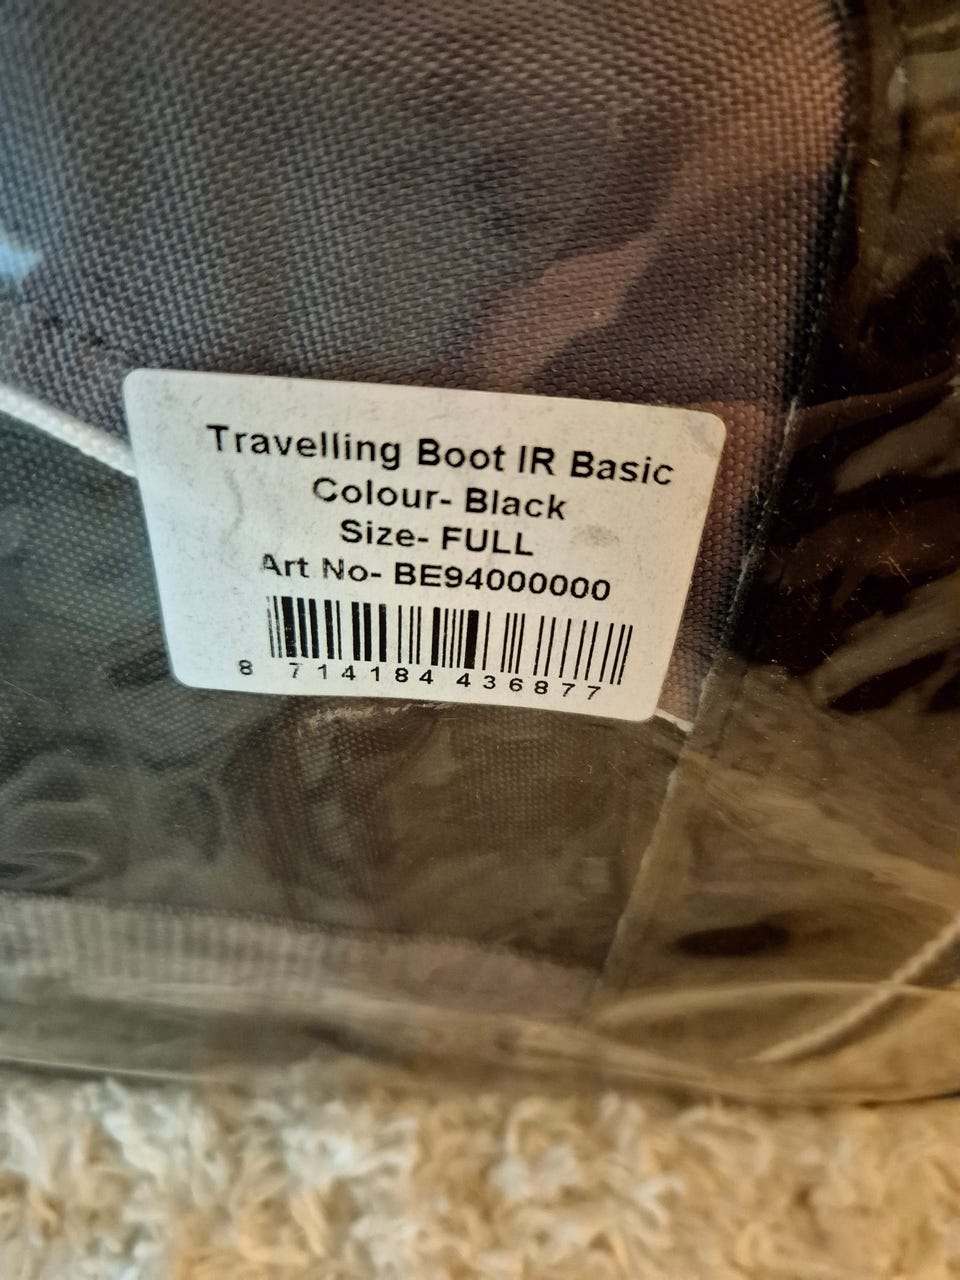 Travelling Boot IR Basic
Colour- Black
Size- FULL
Art No- BE94000000
8 714184 436877